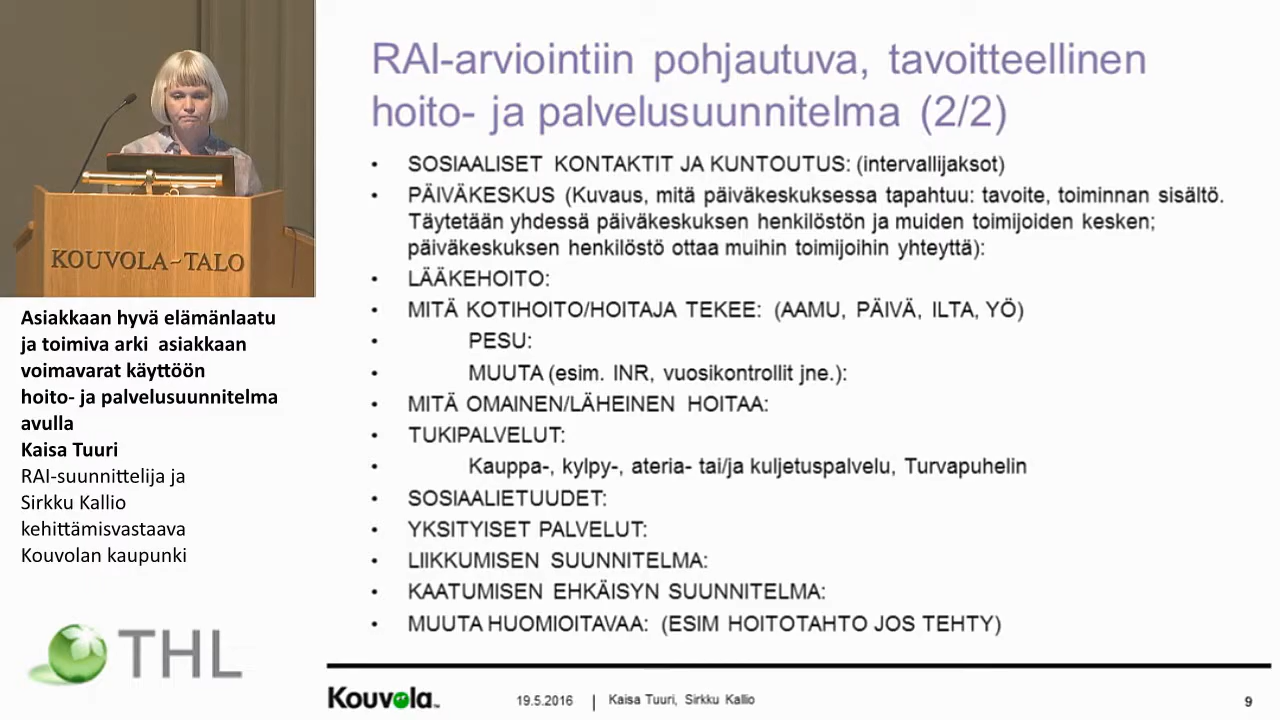 KOUVOLA-TALO
Asiakkaan hyvä elämänlaatu
ja toimiva arki asiakkaan
voimavarat käyttöön
hoito- ja palvelusuunnitelma
avulla
Kaisa Tuuri
RAI-suunnittelija ja
Sirkku Kallio
kehittämisvastaava
Kouvolan kaupunki
THL
RAI-arviointiin pohjautuva, tavoitteellinen
hoito- ja palvelusuunnitelma (2/2)
• SOSIAALISET KONTAKTIT JA KUNTOUTUS: (intervallijaksot)
• PÄIVÄKESKUS (Kuvaus, mitä päiväkeskuksessa tapahtuu: tavoite, toiminnan sisältö.
Täytetään yhdessä päiväkeskuksen henkilöstön ja muiden toimijoiden kesken;
päiväkeskuksen henkilöstö ottaa muihin toimijoihin yhteyttä):
• LÄÄKEHOITO:
• MITÄ KOTIHOITO/HOITAJA TEKEE: (AAMU, PÄIVÄ, ILTA, YÖ)
• PESU:
• MUUTA (esim. INR, vuosikontrollit jne.):
• MITÄ OMAINEN/LÄHEINEN HOITAA:
• TUKIPALVELUT:
• Kauppa-, kylpy-, ateria- tai/ja kuljetuspalvelu, Turvapuhelin
• SOSIAALIETUUDET:
• YKSITYISET PALVELUT:
• LIIKKUMISEN SUUNNITELMA:
• KAATUMISEN EHKÄISYN SUUNNITELMA:
• MUUTA HUOMIOITAVAA: (ESIM HOITOTAHTO JOS TEHTY)
Kouvola
19.5.2016 | Kaisa Tuuri, Sirkku Kallio
9